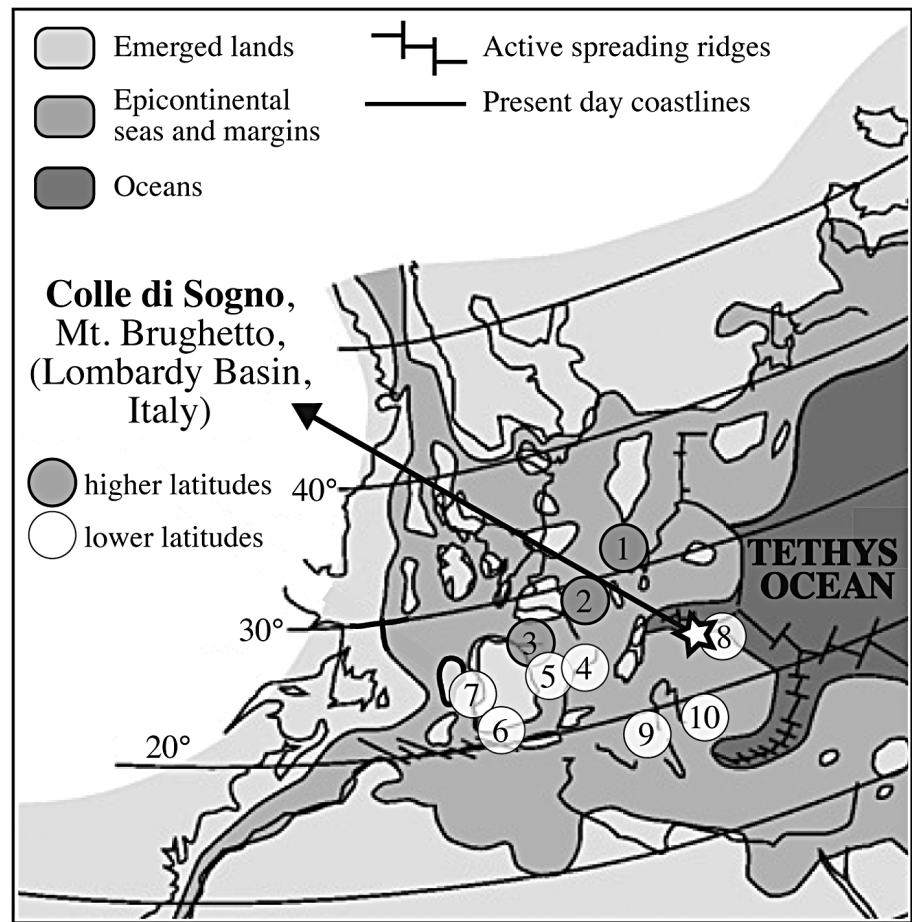 Emerged lands
Active spreading ridges
Epicontinental
seas and margins
Present day coastlines
Oceans
Colle di Sogno,
Mt. Brughetto,
(Lombardy Basin,
Italy)
higher latitudes
lower latitudes
40°
30°
20°
TETHYS
OCEAN
1
2
3
4
5
6
7
8
9
10